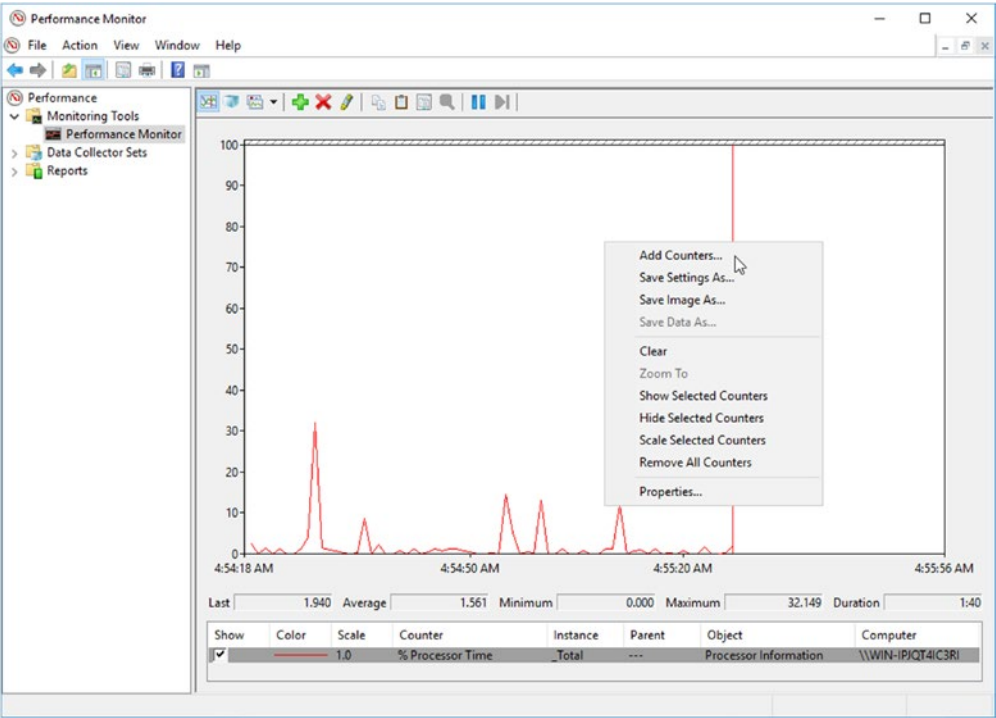 Performance Monitor
File Action View Window Help
Performance
Monitoring Tools
Performance Monitor
Data Collector Sets
Reports
100
90
80
70
60
50
40
30
20
10
0
Add Counters...
Save Settings As...
Save Image As...
Save Data As...
Clear
Zoom To
Show Selected Counters
Hide Selected Counters
Scale Selected Counters
Remove All Counters
Properties...
4:54:18 AM 4:54:50 AM 4:55:20 AM 4:55:56 AM
Last 1.940 Average 1.561 Minimum 0.000 Maximum 32.149 Duration 1:40
Show Color Scale Counter Instance Parent Object Computer
1.0 % Processor Time _Total --- Processor Information \\WIN-IPJQT4IC3RI